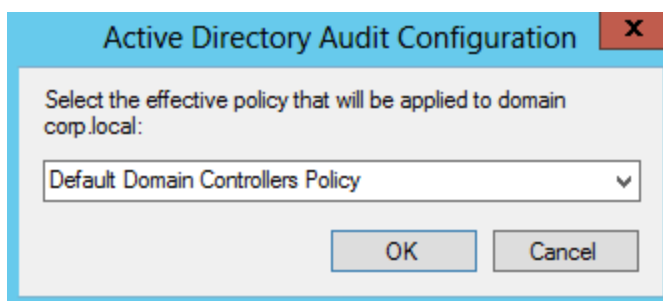 Active Directory Audit Configuration
x
Select the effective policy that will be applied to domain
corp.local:
Default Domain Controllers Policy
OK
Cancel